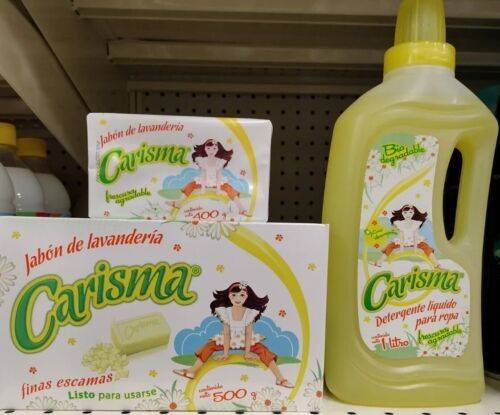 Jabón de lavandería
Carisma
frescura agradable
contenido neto 400 g
Jabón de lavandería
Carisma®
finas escamas
Listo para usarse
contenido neto 500 g
Bio
degradable
Carisma
Detergente líquido
para ropa
contenido neto 1 litro
frescura
agradable